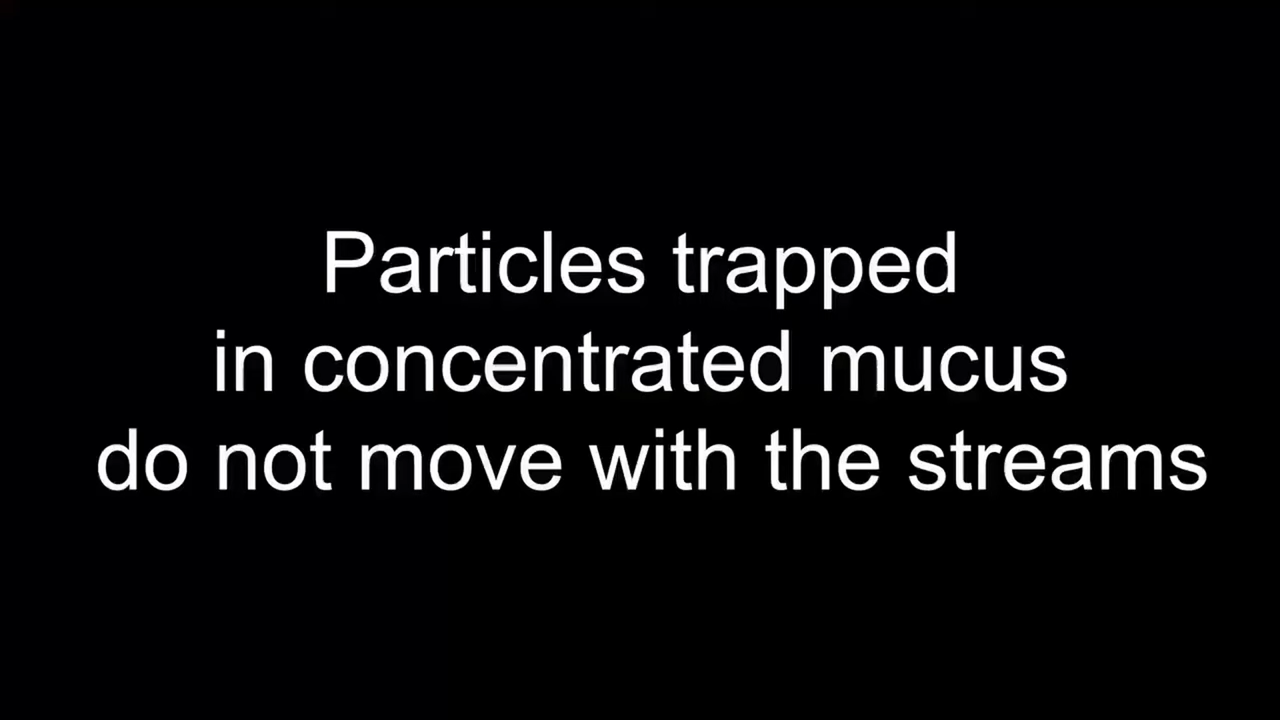 Particles trapped
in concentrated mucus
do not move with the streams